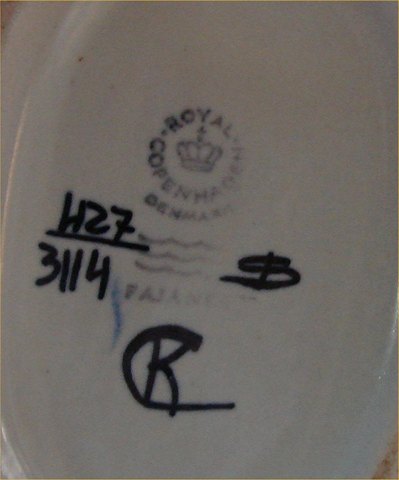 ROYAL
COPENHAGEN
DENMARK
427
3114
FAJANCE